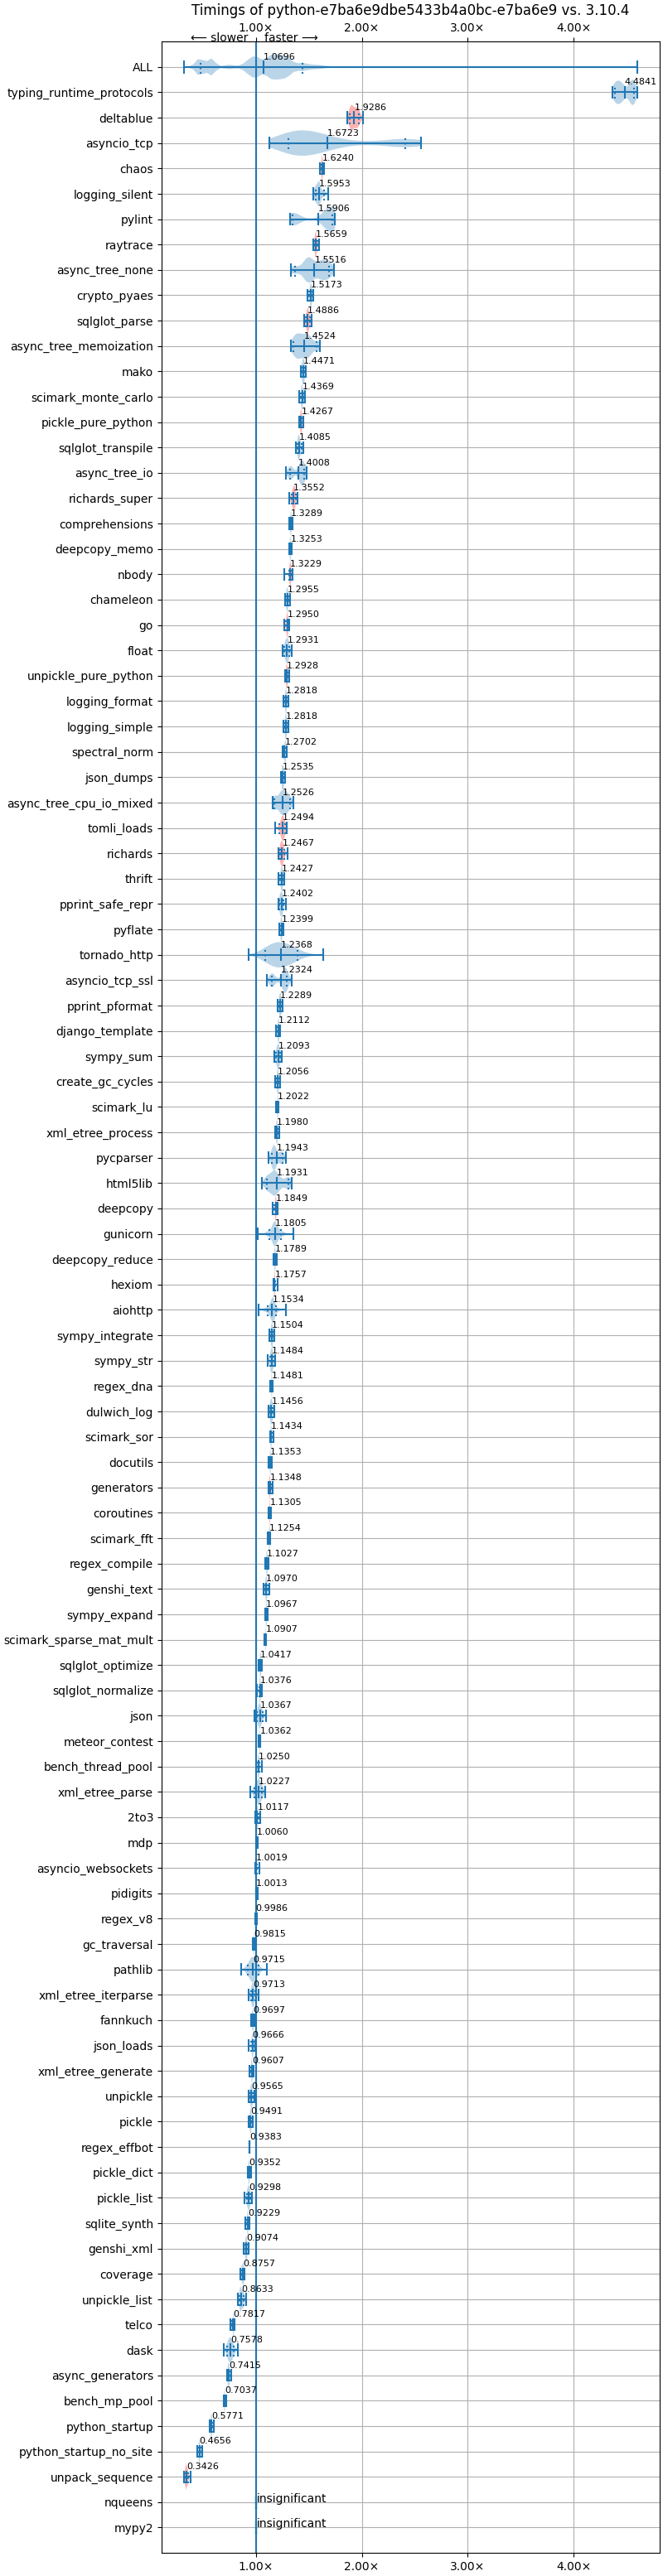 Timings of python-e7ba6e9dbe5433b4a0bc-e7ba6e9 vs. 3.10.4
1.00× 2.00× 3.00× 4.00×
⟵ slower faster ⟶
ALL 1.0696
typing_runtime_protocols 4.4841
deltablue 1.9286
asyncio_tcp 1.6723
chaos 1.6240
logging_silent 1.5953
pylint 1.5906
raytrace 1.5659
async_tree_none 1.5516
crypto_pyaes 1.5173
sqlglot_parse 1.4886
async_tree_memoization 1.4524
mako 1.4471
scimark_monte_carlo 1.4369
pickle_pure_python 1.4267
sqlglot_transpile 1.4085
async_tree_io 1.4008
richards_super 1.3552
comprehensions 1.3289
deepcopy_memo 1.3253
nbody 1.3229
chameleon 1.2955
go 1.2950
float 1.2931
unpickle_pure_python 1.2928
logging_format 1.2818
logging_simple 1.2818
spectral_norm 1.2702
json_dumps 1.2535
async_tree_cpu_io_mixed 1.2526
tomli_loads 1.2494
richards 1.2467
thrift 1.2427
pprint_safe_repr 1.2402
pyflate 1.2399
tornado_http 1.2368
asyncio_tcp_ssl 1.2324
pprint_pformat 1.2289
django_template 1.2112
sympy_sum 1.2093
create_gc_cycles 1.2056
scimark_lu 1.2022
xml_etree_process 1.1980
pycparser 1.1943
html5lib 1.1931
deepcopy 1.1849
gunicorn 1.1805
deepcopy_reduce 1.1789
hexiom 1.1757
aiohttp 1.1534
sympy_integrate 1.1504
sympy_str 1.1484
regex_dna 1.1481
dulwich_log 1.1456
scimark_sor 1.1434
docutils 1.1353
generators 1.1348
coroutines 1.1305
scimark_fft 1.1254
regex_compile 1.1027
genshi_text 1.0970
sympy_expand 1.0967
scimark_sparse_mat_mult 1.0907
sqlglot_optimize 1.0417
sqlglot_normalize 1.0376
json 1.0367
meteor_contest 1.0362
bench_thread_pool 1.0250
xml_etree_parse 1.0227
2to3 1.0117
mdp 1.0060
asyncio_websockets 1.0019
pidigits 1.0013
regex_v8 0.9986
gc_traversal 0.9815
pathlib 0.9715
xml_etree_iterparse 0.9713
fannkuch 0.9697
json_loads 0.9666
xml_etree_generate 0.9607
unpickle 0.9565
pickle 0.9491
regex_effbot 0.9383
pickle_dict 0.9352
pickle_list 0.9298
sqlite_synth 0.9229
genshi_xml 0.9074
coverage 0.8757
unpickle_list 0.8633
telco 0.7817
dask 0.7578
async_generators 0.7415
bench_mp_pool 0.7037
python_startup 0.5771
python_startup_no_site 0.4656
unpack_sequence 0.3426
nqueens insignificant
mypy2 insignificant
1.00× 2.00× 3.00× 4.00×